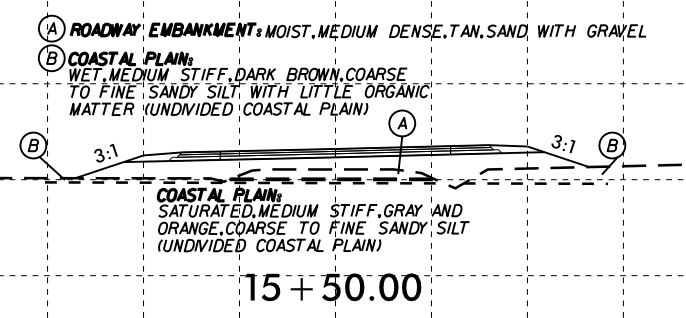 A ROADWAY EMBANKMENT: MOIST,MEDIUM DENSE,TAN,SAND WITH GRAVEL
B COASTAL PLAIN:
WET,MEDIUM STIFF,DARK BROWN,COARSE
TO FINE SANDY SILT WITH LITTLE ORGANIC
MATTER (UNDIVIDED COASTAL PLAIN)
A
B 3:1 3:1 B
COASTAL PLAIN:
SATURATED,MEDIUM STIFF,GRAY AND
ORANGE,COARSE TO FINE SANDY SILT
(UNDIVIDED COASTAL PLAIN)
15+50.00